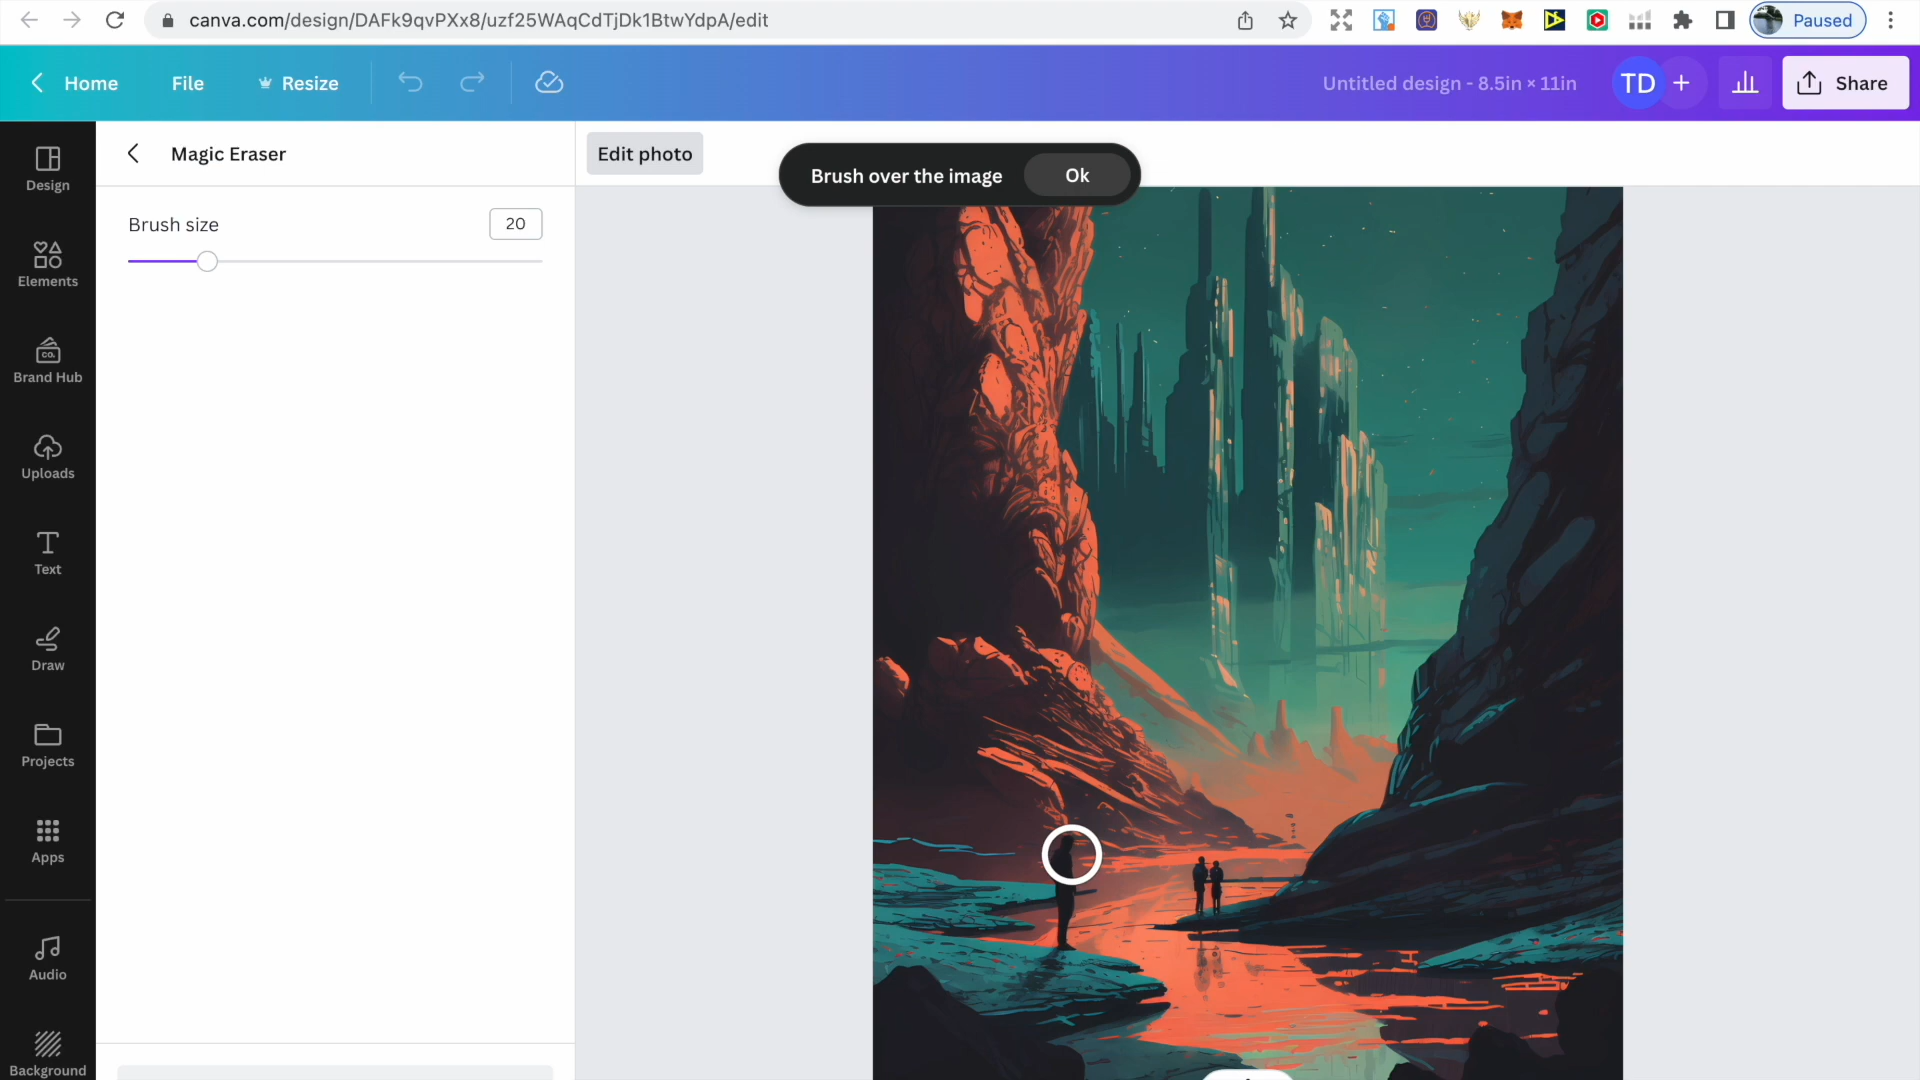 canva.com/design/DAFk9qvPXx8/uzf25WAqCdTjDk1BtwYdpA/edit
Paused
Home
File
Resize
Untitled design - 8.5in × 11in
TD
+
Share
Design
Elements
CO.
Brand Hub
Uploads
Text
Draw
Projects
Apps
Audio
Background
Magic Eraser
Brush size
20
Edit photo
Brush over the image
Ok